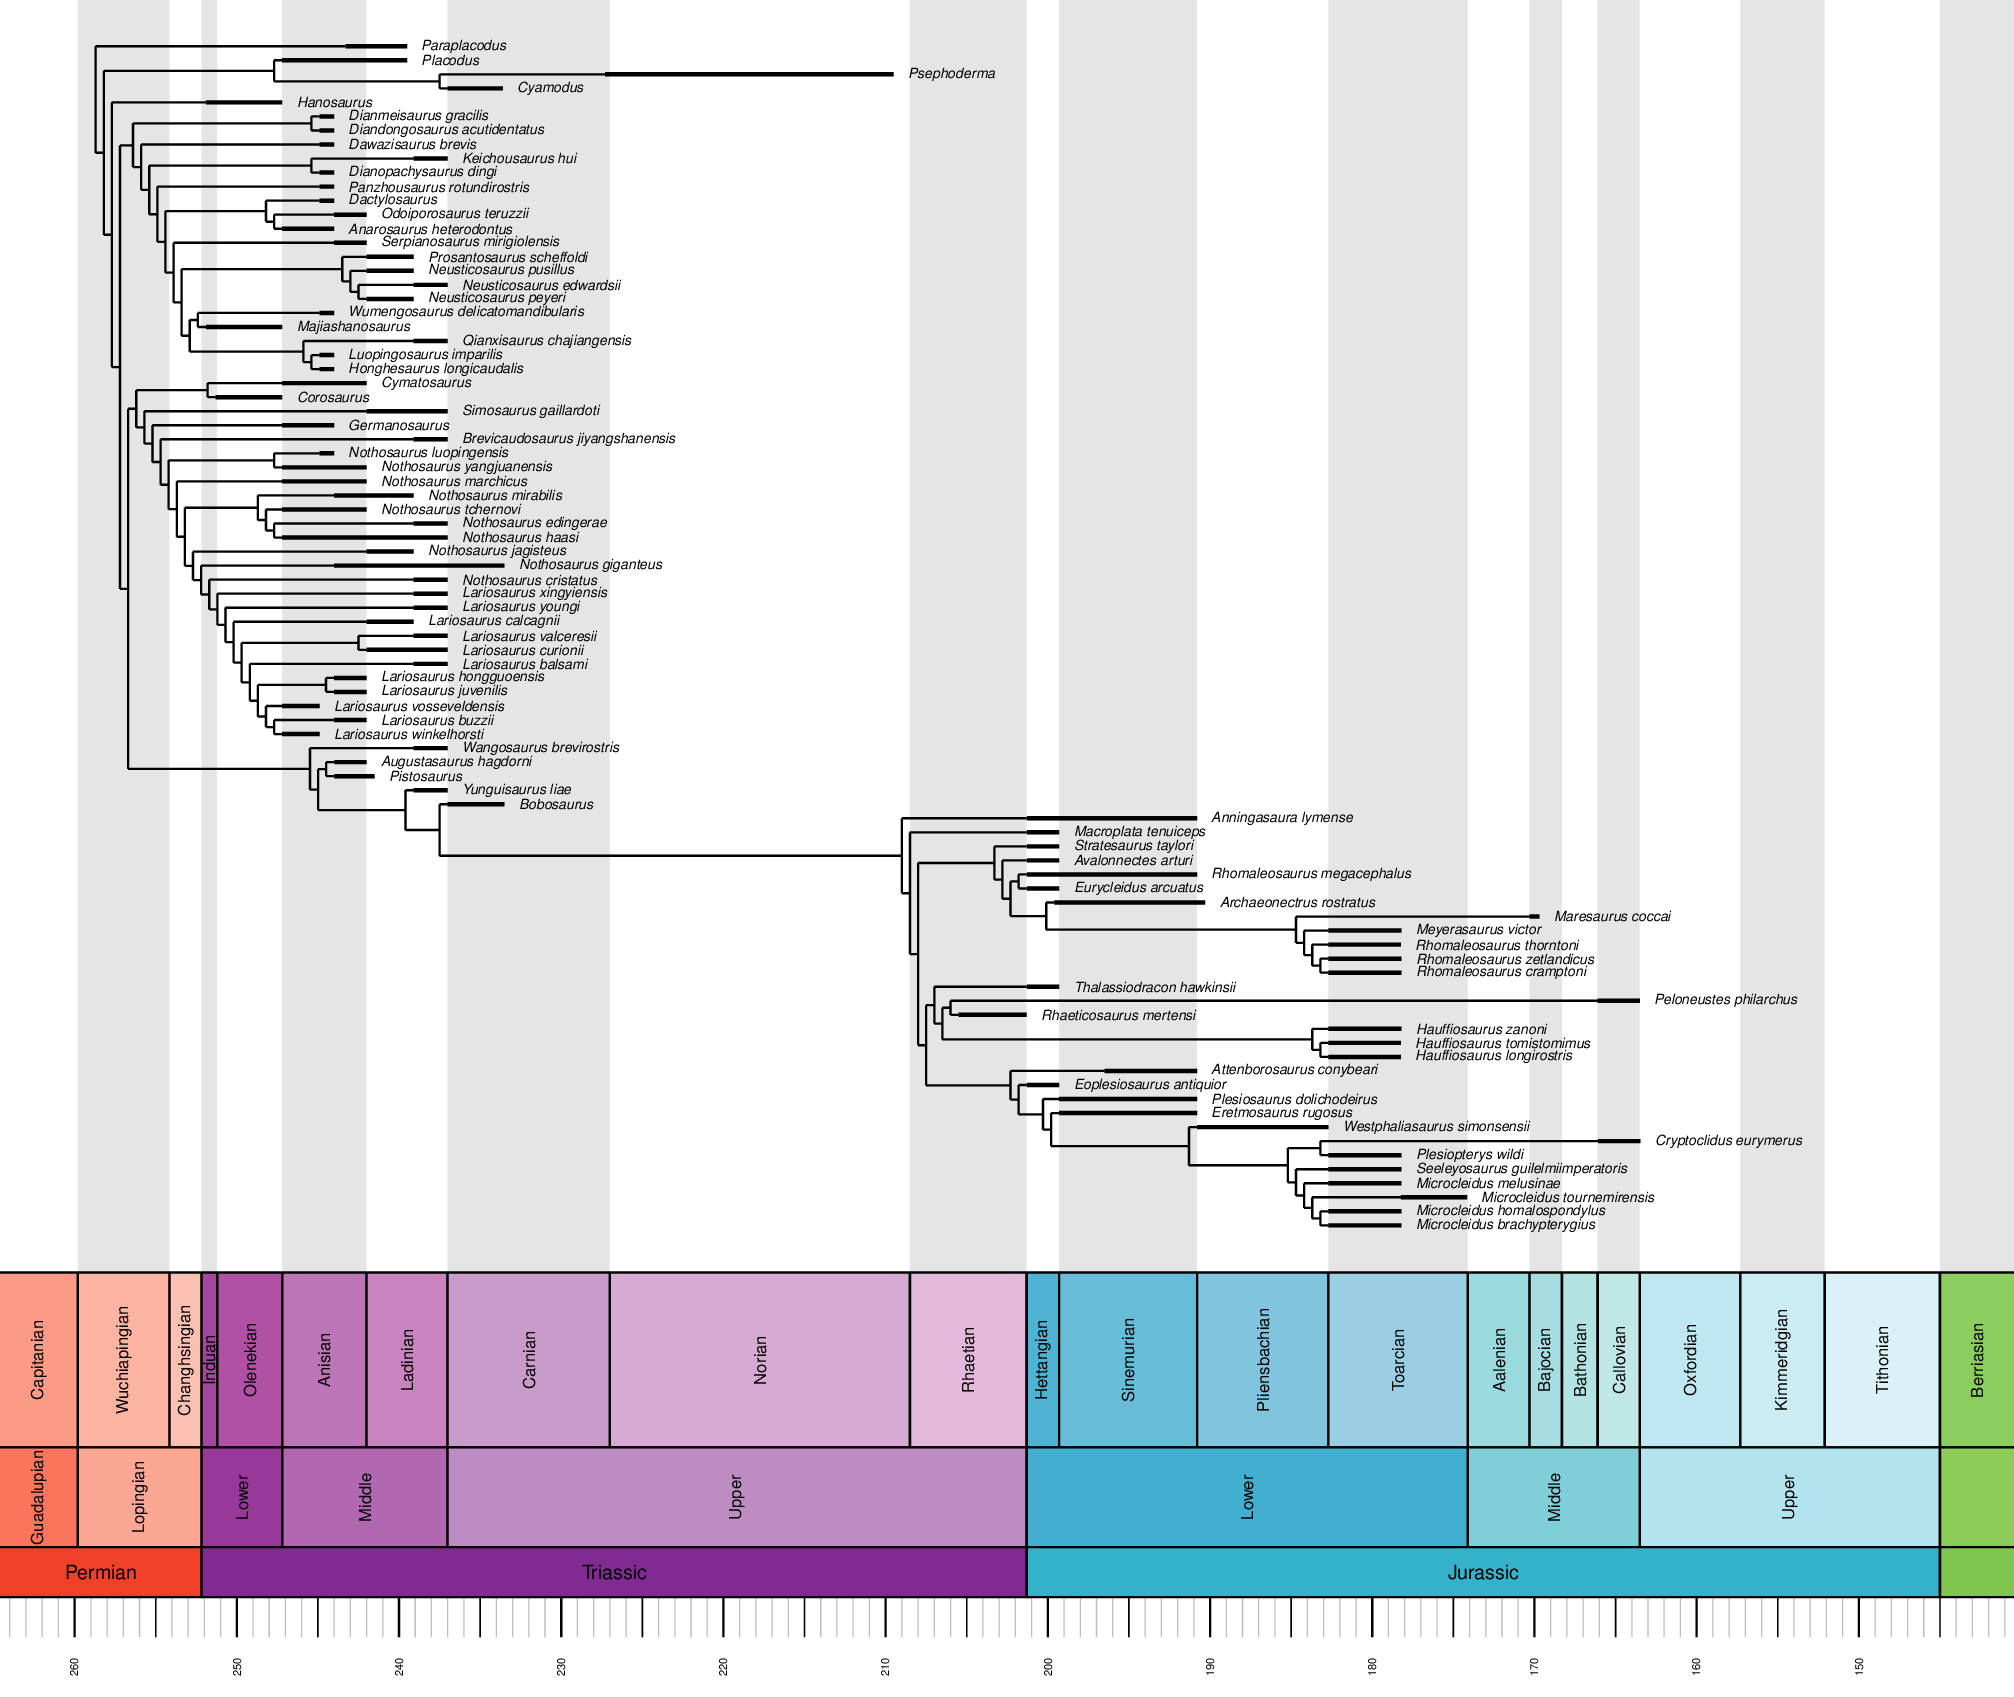 Paraplacodus
Placodus
Psephoderma
Cyamodus
Hanosaurus
Dianmeisaurus gracilis
Diandongosaurus acutidentatus
Dawazisaurus brevis
Keichousaurus hui
Dianopachysaurus dingi
Panzhousaurus rotundirostris
Dactylosaurus
Odoiporosaurus teruzzii
Anarosaurus heterodontus
Serpianosaurus mirigiolensis
Prosantosaurus scheffoldi
Neusticosaurus pusillus
Neusticosaurus edwardsii
Neusticosaurus peyeri
Wumengosaurus delicatomandibularis
Majiashanosaurus
Qianxisaurus chajiangensis
Luopingosaurus imparilis
Honghesaurus longicaudalis
Cymatosaurus
Corosaurus
Simosaurus gaillardoti
Germanosaurus
Brevicaudosaurus jiyangshanensis
Nothosaurus luopingensis
Nothosaurus yangjuanensis
Nothosaurus marchicus
Nothosaurus mirabilis
Nothosaurus tchernovi
Nothosaurus edingerae
Nothosaurus haasi
Nothosaurus jagisteus
Nothosaurus giganteus
Nothosaurus cristatus
Lariosaurus xingyiensis
Lariosaurus youngi
Lariosaurus calcagnii
Lariosaurus valceresii
Lariosaurus curionii
Lariosaurus balsami
Lariosaurus hongguoensis
Lariosaurus juvenilis
Lariosaurus vosseveldensis
Lariosaurus buzzii
Lariosaurus winkelhorsti
Wangosaurus brevirostris
Augustasaurus hagdorni
Pistosaurus
Yunguisaurus liae
Bobosaurus
Anningasaura lymense
Macroplata tenuiceps
Stratesaurus taylori
Avalonnectes arturi
Rhomaleosaurus megacephalus
Eurycleidus arcuatus
Archaeonectrus rostratus
Maresaurus coccai
Meyerasaurus victor
Rhomaleosaurus thorntoni
Rhomaleosaurus zetlandicus
Rhomaleosaurus cramptoni
Thalassiodracon hawkinsii
Peloneustes philarchus
Rhaeticosaurus mertensi
Hauffiosaurus zanoni
Hauffiosaurus tomistomimus
Hauffiosaurus longirostris
Attenborosaurus conybeari
Eoplesiosaurus antiquior
Plesiosaurus dolichodeirus
Eretmosaurus rugosus
Westphaliasaurus simonsensii
Cryptoclidus eurymerus
Plesiopterys wildi
Seeleyosaurus guilelmiimperatoris
Microcleidus melusinae
Microcleidus tournemirensis
Microcleidus homalospondylus
Microcleidus brachypterygius
Capitanian Wuchiapingian Changhsingian Induan Olenekian Anisian Ladinian Carnian Norian Rhaetian Hettangian Sinemurian Pliensbachian Toarcian Aalenian Bajocian Bathonian Callovian Oxfordian Kimmeridgian Tithonian Berriasian
Guadalupian Lopingian Lower Middle Upper Lower Middle Upper
Permian Triassic Jurassic
260 250 240 230 220 210 200 190 180 170 160 150